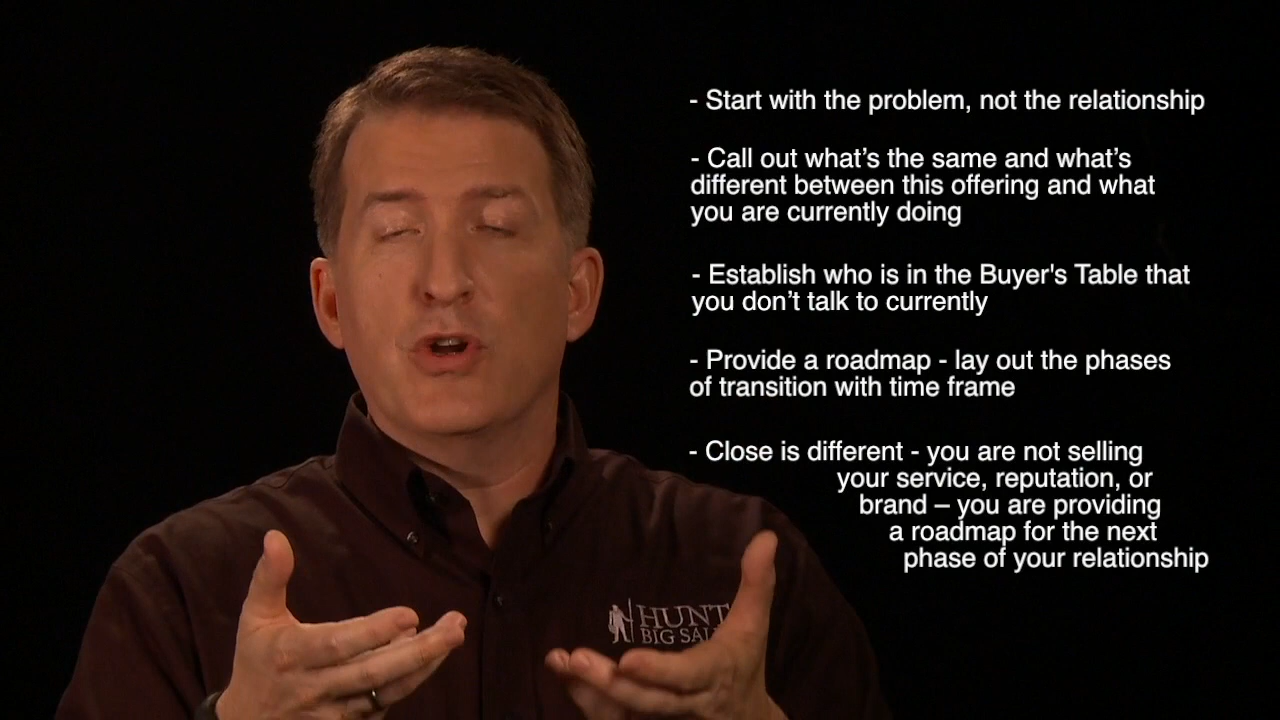 - Start with the problem, not the relationship
- Call out what’s the same and what’s
different between this offering and what
you are currently doing
- Establish who is in the Buyer's Table that
you don’t talk to currently
- Provide a roadmap - lay out the phases
of transition with time frame
- Close is different - you are not selling
your service, reputation, or
brand – you are providing
a roadmap for the next
phase of your relationship
HUNT
BIG